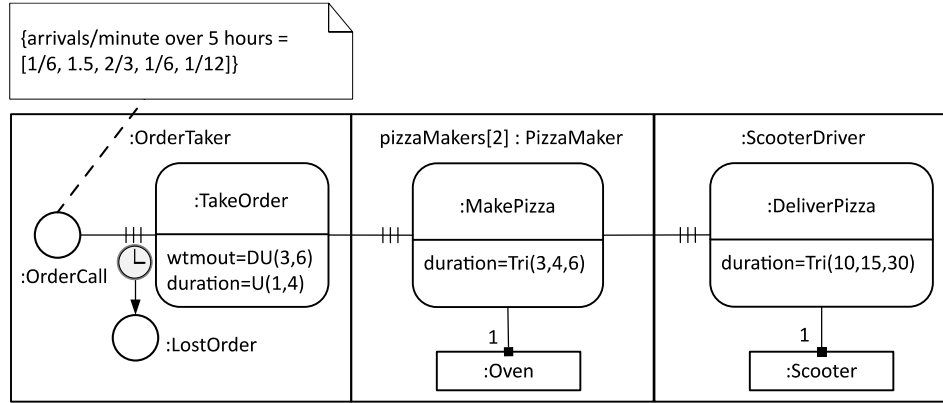 {arrivals/minute over 5 hours =
[1/6, 1.5, 2/3, 1/6, 1/12]}
:OrderTaker
pizzaMakers[2] : PizzaMaker
:ScooterDriver
:TakeOrder
wtmout=DU(3,6)
duration=U(1,4)
:OrderCall
:LostOrder
:MakePizza
duration=Tri(3,4,6)
1
:Oven
:DeliverPizza
duration=Tri(10,15,30)
1
:Scooter